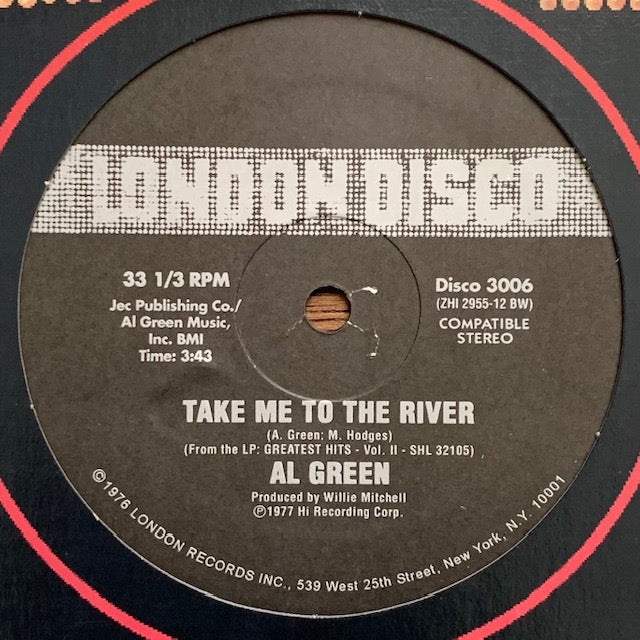 LONDON DISCO
33 1/3 RPM
Jec Publishing Co./
Al Green Music,
Inc. BMI
Time: 3:43
Disco 3006
(ZHI 2955-12 BW)
COMPATIBLE
STEREO
TAKE ME TO THE RIVER
(A. Green; M. Hodges)
(From the LP: GREATEST HITS - Vol. II - SHL 32105)
AL GREEN
Produced by Willie Mitchell
℗1977 Hi Recording Corp.
©1976 LONDON RECORDS INC., 539 West 25th Street, New York, N.Y. 10001